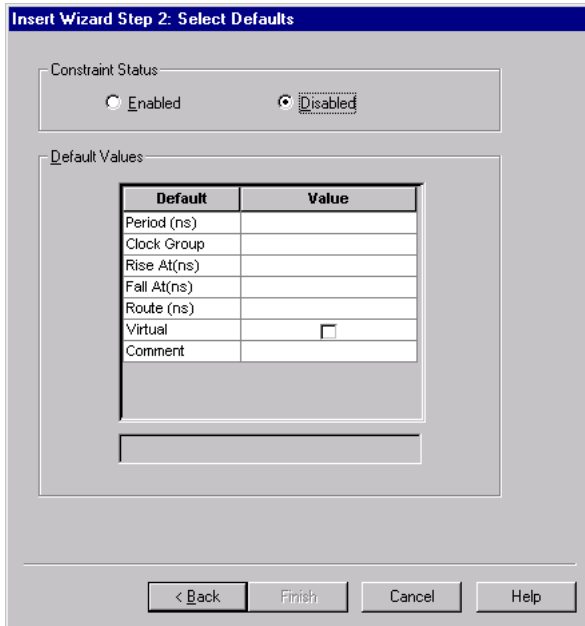 Insert Wizard Step 2: Select Defaults
Constraint Status
Enabled Disabled
Default Values
Default Value
Period (ns)
Clock Group
Rise At(ns)
Fall At(ns)
Route (ns)
Virtual
Comment
< Back Finish Cancel Help